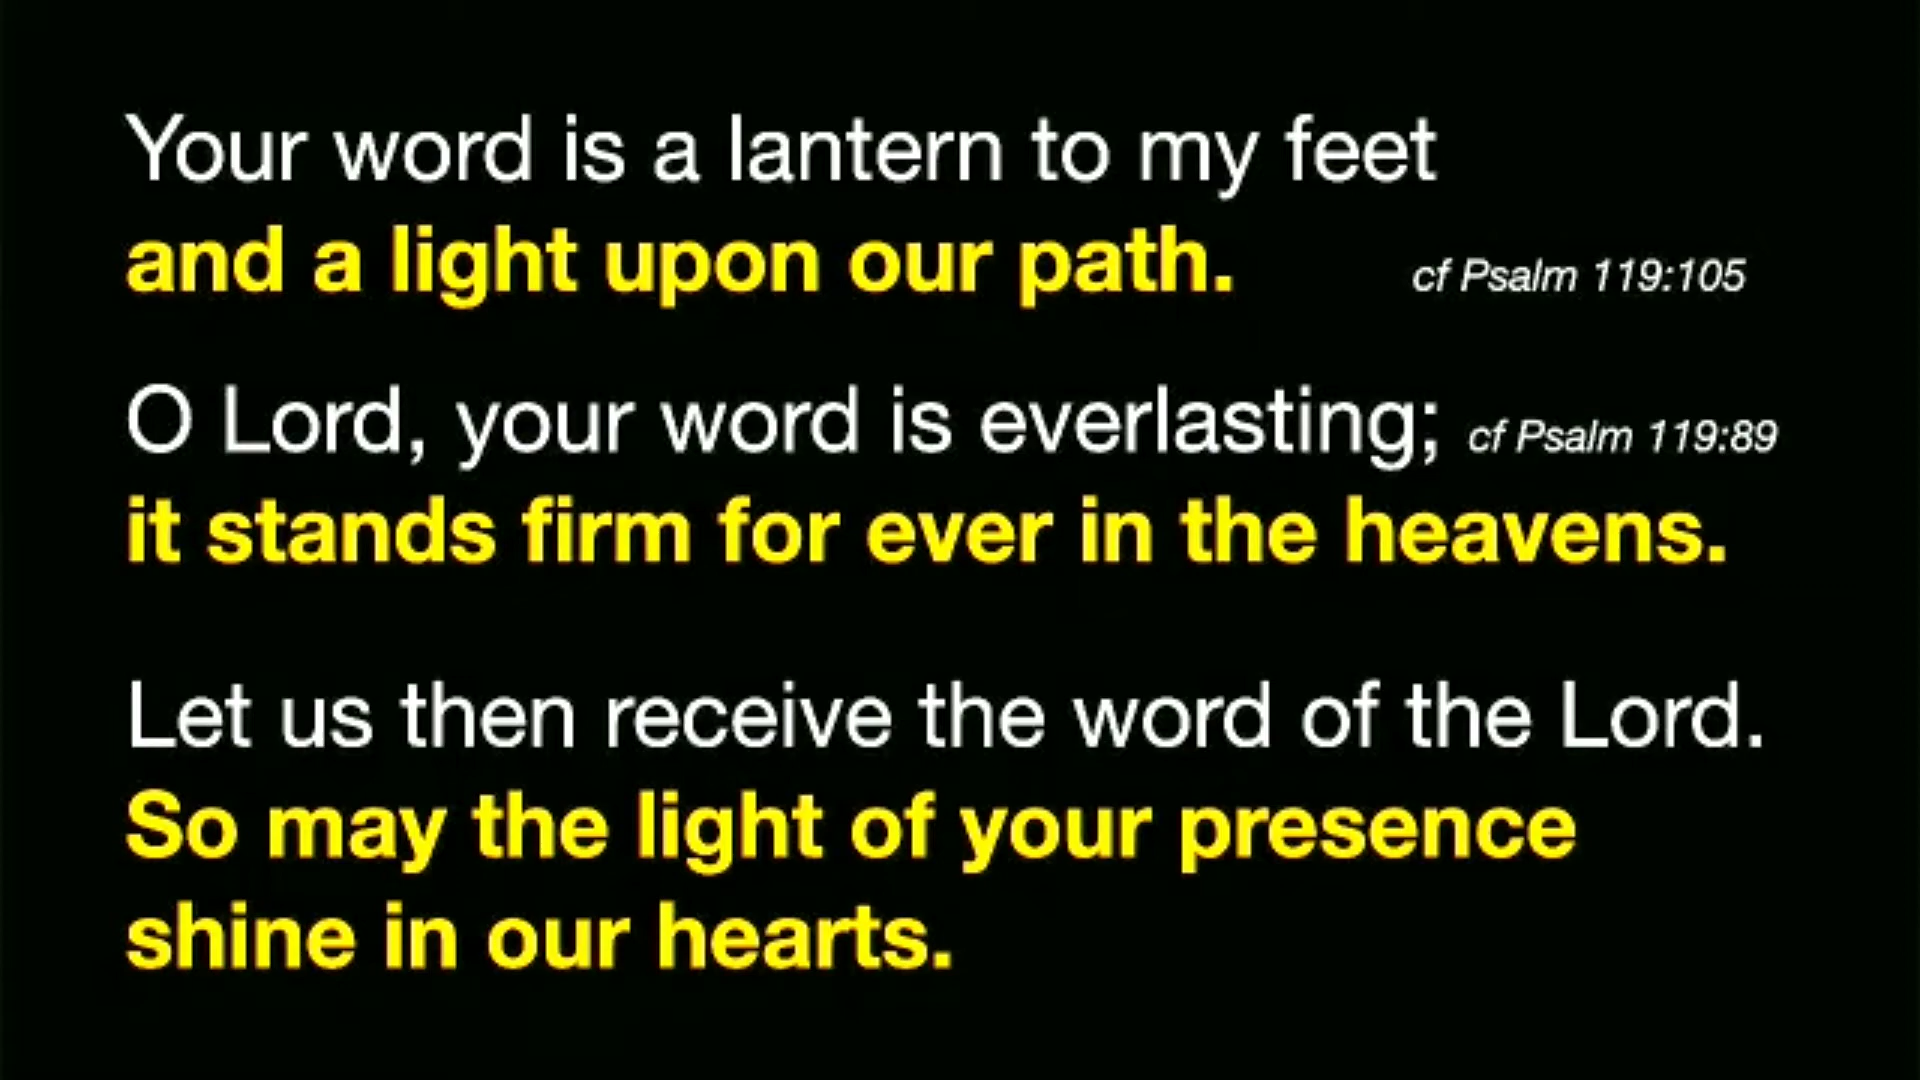 Your word is a lantern to my feet
and a light upon our path. cf Psalm 119:105
O Lord, your word is everlasting; cf Psalm 119:89
it stands firm for ever in the heavens.
Let us then receive the word of the Lord.
So may the light of your presence
shine in our hearts.